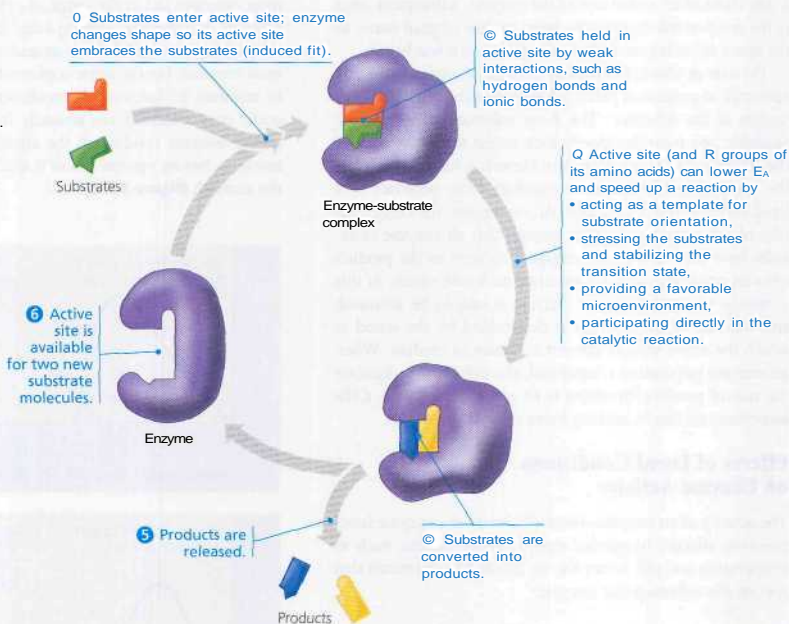 0 Substrates enter active site; enzyme
changes shape so its active site
embraces the substrates (induced fit).
© Substrates held in
active site by weak
interactions, such as
hydrogen bonds and
ionic bonds.
Substrates
Enzyme-substrate
complex
Q Active site (and R groups of
its amino acids) can lower EA
and speed up a reaction by
• acting as a template for
substrate orientation,
• stressing the substrates
and stabilizing the
transition state,
• providing a favorable
microenvironment,
• participating directly in the
catalytic reaction.
6 Active
site is
available
for two new
substrate
molecules.
Enzyme
5 Products are
released.
© Substrates are
converted into
products.
Products